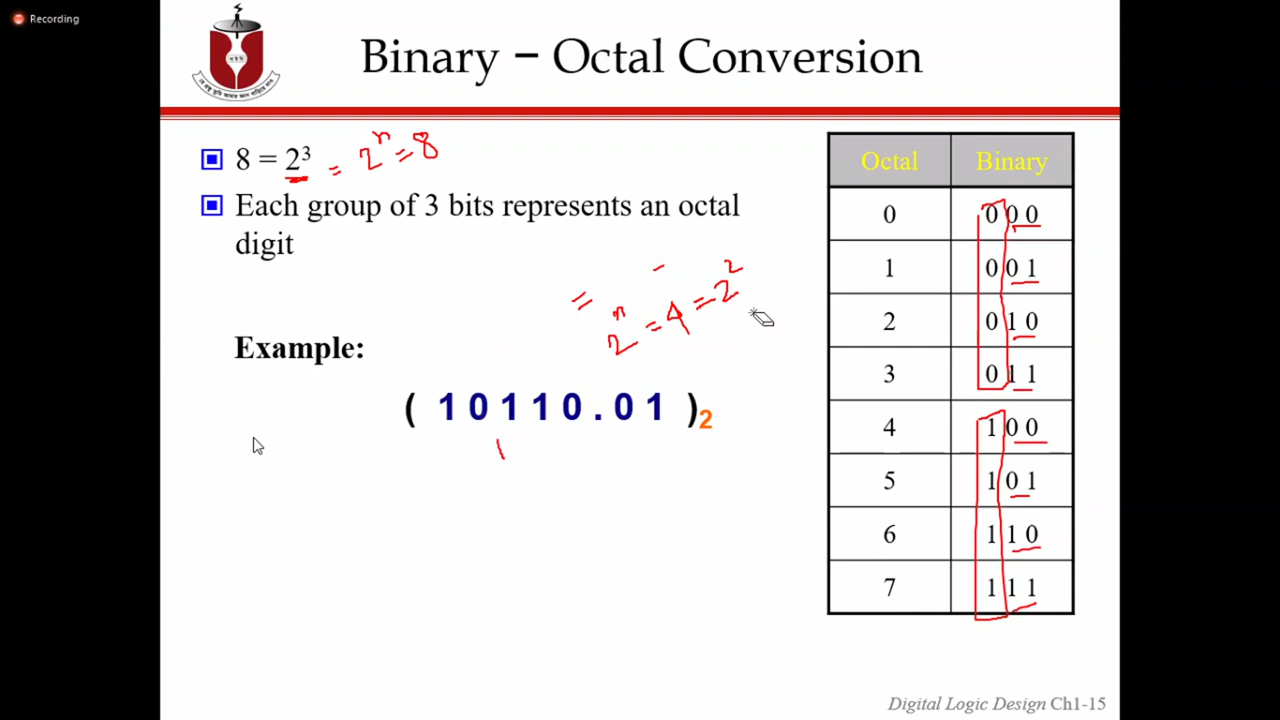 Recording
Binary – Octal Conversion
8 = 2³ = 2ⁿ = 8
Each group of 3 bits represents an octal
digit
= 2ⁿ = 4 = 2²
Example:
( 1 0 1 1 0 . 0 1 )₂
Octal Binary
0 0 0 0
1 0 0 1
2 0 1 0
3 0 1 1
4 1 0 0
5 1 0 1
6 1 1 0
7 1 1 1
Digital Logic Design Ch1-15